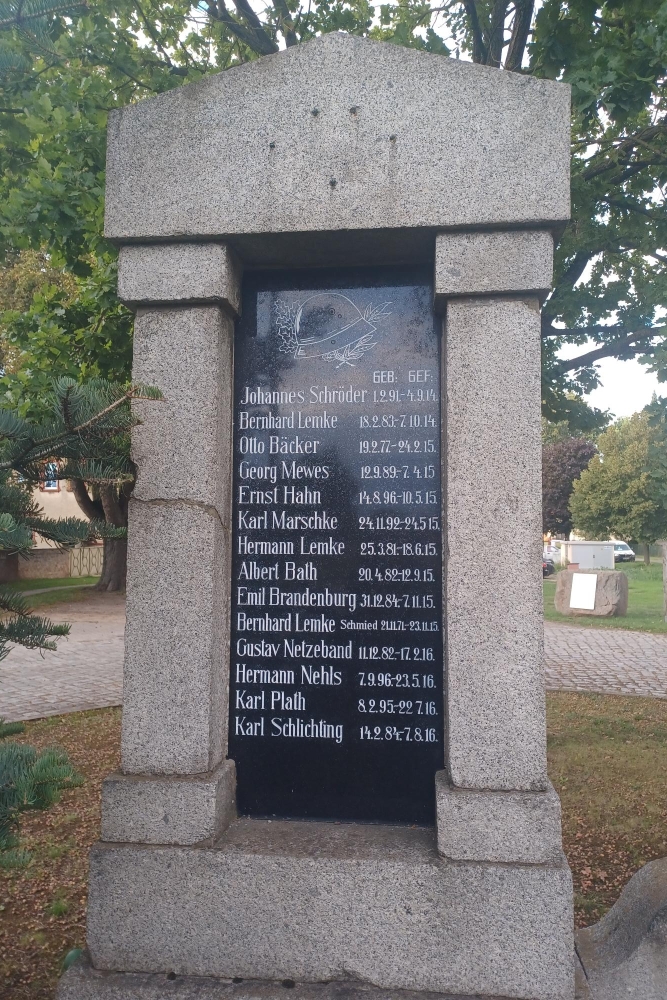 GEB: GEF:
Johannes Schröder 1.2.91-4.9.14.
Bernhard Lemke 18.2.83-7.10.14.
Otto Bäcker 19.2.77-24.2.15.
Georg Mewes 12.9.89-7.4.15
Ernst Hahn 14.8.96-10.5.15.
Karl Marschke 24.11.92-24.5.15.
Hermann Lemke 25.3.81-18.6.15.
Albert Bath 20.4.82-12.9.15.
Emil Brandenburg 31.12.84-7.11.15.
Bernhard Lemke Schmied 21.11.71-23.11.15.
Gustav Netzeband 11.12.82-17.2.16.
Hermann Nehls 7.9.96-23.5.16.
Karl Plath 8.2.95-22.7.16.
Karl Schlichting 14.2.84-7.8.16.